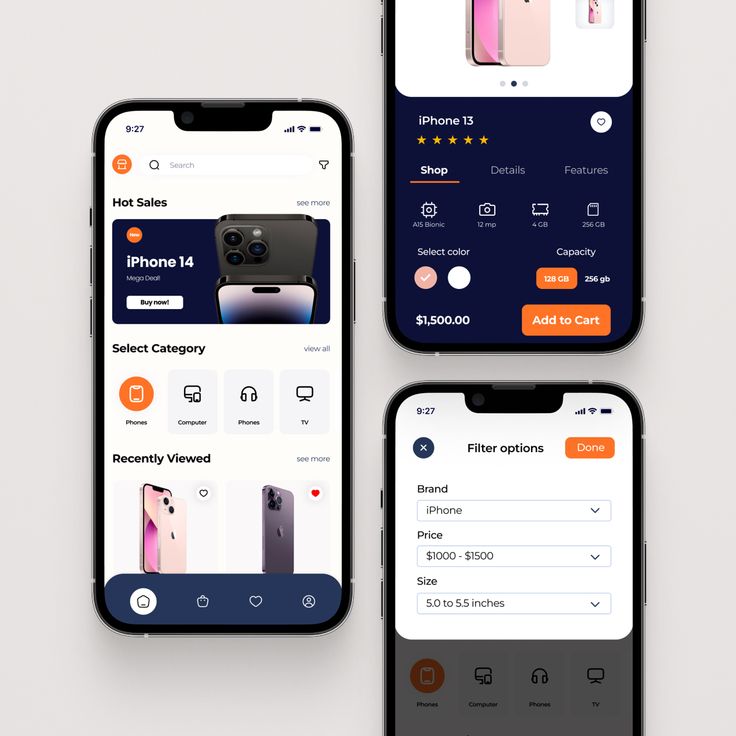 9:27
Search
Hot Sales see more
New
iPhone 14
Mega Deal!
Buy now!
Select Category view all
Phones Computer Phones TV
Recently Viewed see more
iPhone 13
Shop Details Features
A15 Bionic 12 mp 4 GB 256 GB
Select color Capacity
128 GB 256 gb
$1,500.00 Add to Cart
9:27
Filter options Done
Brand
iPhone
Price
$1000 - $1500
Size
5.0 to 5.5 inches
Phones Computer Phones TV